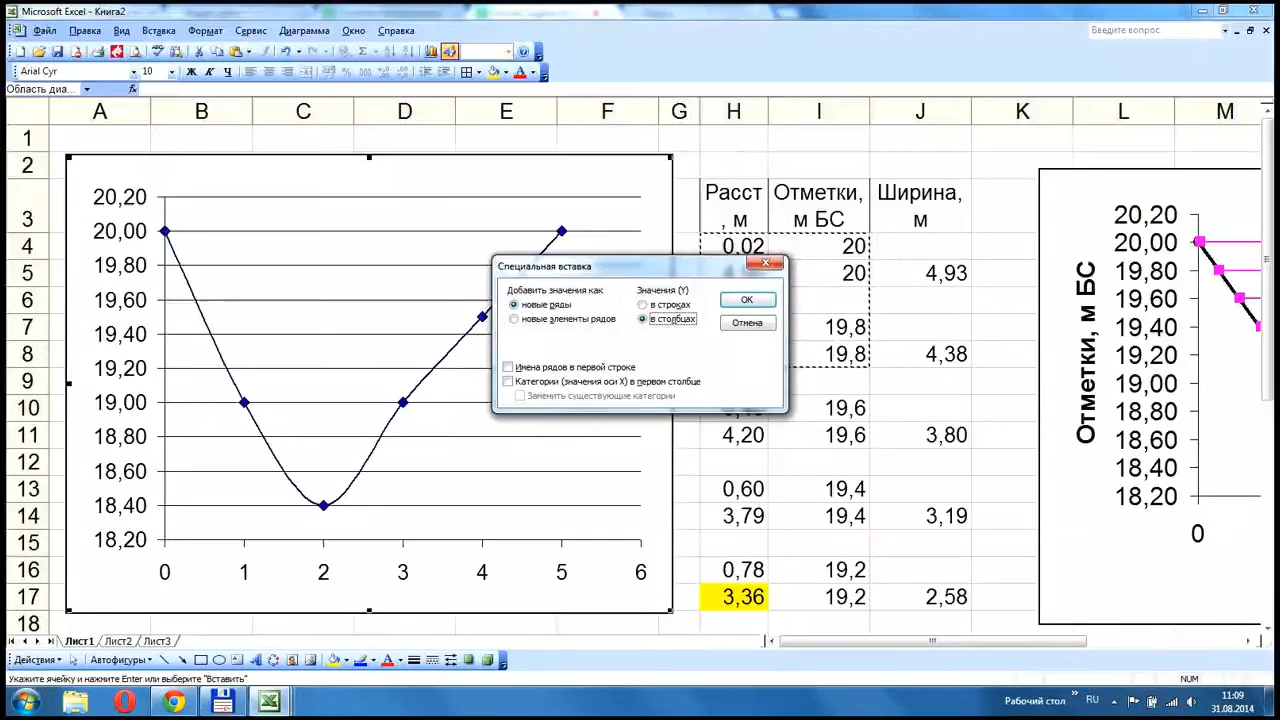 Microsoft Excel - Книга2
Файл Правка Вид Вставка Формат Сервис Диаграмма Окно Справка
Введите вопрос
Arial Cyr 10 Ж К Ч
Область диа... fx
A B C D E F G H I J K L M
1
2
3
4
5
6
7
8
9
10
11
12
13
14
15
16
17
18
20,20
20,00
19,80
19,60
19,40
19,20
19,00
18,80
18,60
18,40
18,20
0 1 2 3 4 5 6
Расст Отметки, Ширина,
, м м БС м
0,02 20
20 4,93
19,8
19,8 4,38
19,6
4,20 19,6 3,80
0,60 19,4
3,79 19,4 3,19
0,78 19,2
3,36 19,2 2,58
Специальная вставка
Добавить значения как
новые ряды
новые элементы рядов
Значения (Y)
в строках
в столбцах
ОК
Отмена
Имена рядов в первой строке
Категории (значения оси X) в первом столбце
Заменить существующие категории
Отметки, м БС
20,20
20,00
19,80
19,60
19,40
19,20
19,00
18,80
18,60
18,40
18,20
0
Лист1 Лист2 Лист3
Действия Автофигуры
Укажите ячейку и нажмите Enter или выберите "Вставить"
NUM
Рабочий стол
RU
11:09
31.08.2014